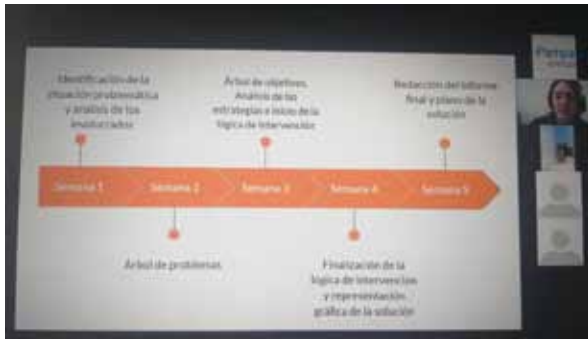 Identificación de la
situación problemática
y análisis de los
involucrados
Árbol de objetivos,
Análisis de las
estrategias e inicio de la
lógica de intervención
Redacción del informe
final y plano de la
solución
Semana 1
Semana 2
Semana 3
Semana 4
Semana 5
Árbol de problemas
Finalización de la
lógica de intervención
y representación
gráfica de la solución